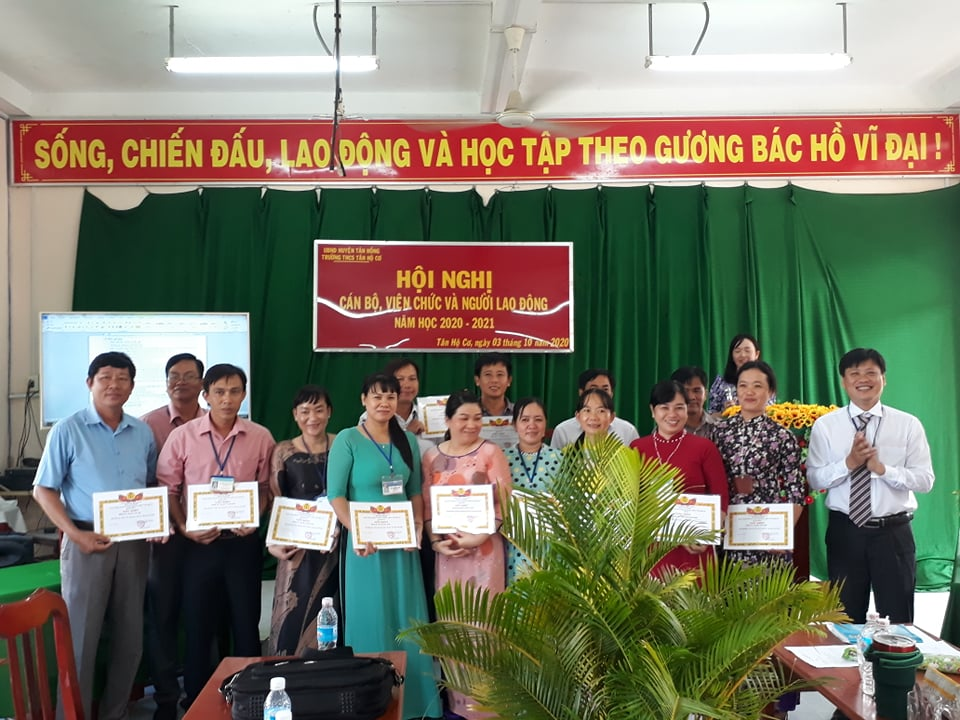 SỐNG, CHIẾN ĐẤU, LAO ĐỘNG VÀ HỌC TẬP THEO GƯƠNG BÁC HỒ VĨ ĐẠI !
UBND HUYỆN TÂN HỒNG
TRƯỜNG THCS TÂN HỘ CƠ
HỘI NGHỊ
CÁN BỘ, VIÊN CHỨC VÀ NGƯỜI LAO ĐỘNG
NĂM HỌC 2020 - 2021
Tân Hộ Cơ, ngày 03 tháng 10 năm 2020